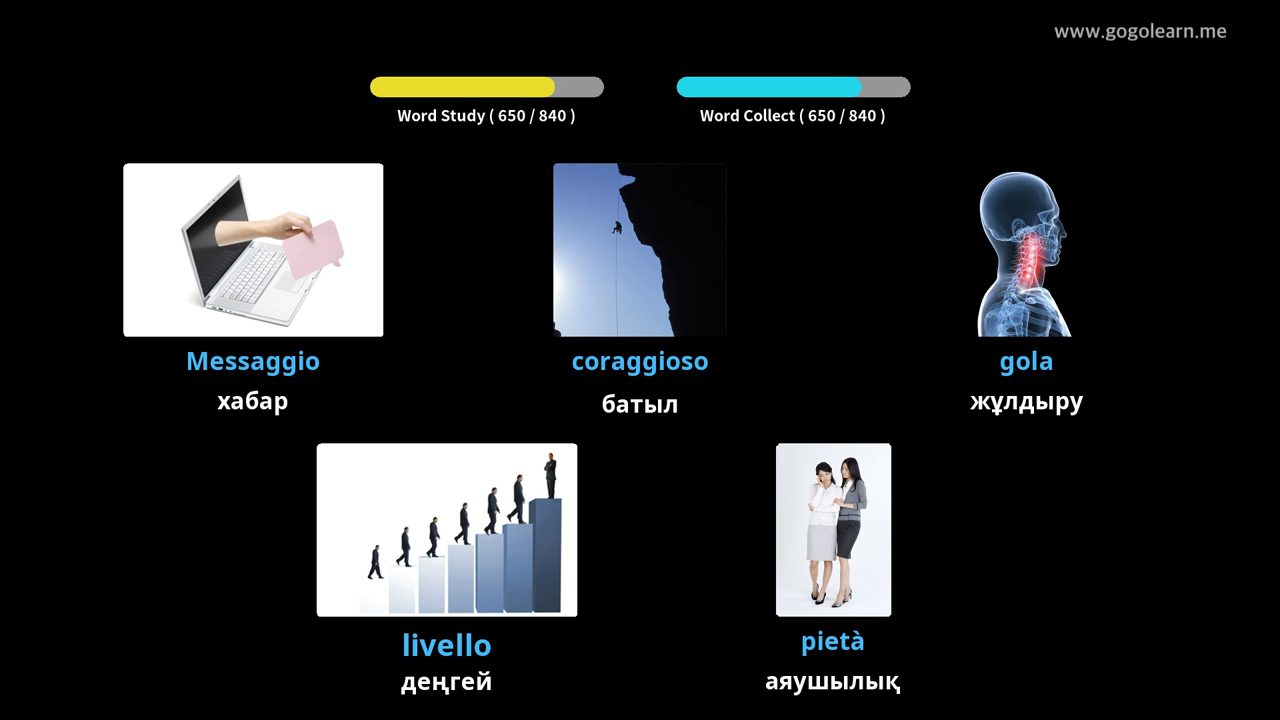 www.gogolearn.me
Word Study ( 650 / 840 )
Word Collect ( 650 / 840 )
Messaggio
хабар
coraggioso
батыл
gola
жұлдыру
livello
деңгей
pietà
аяушылық